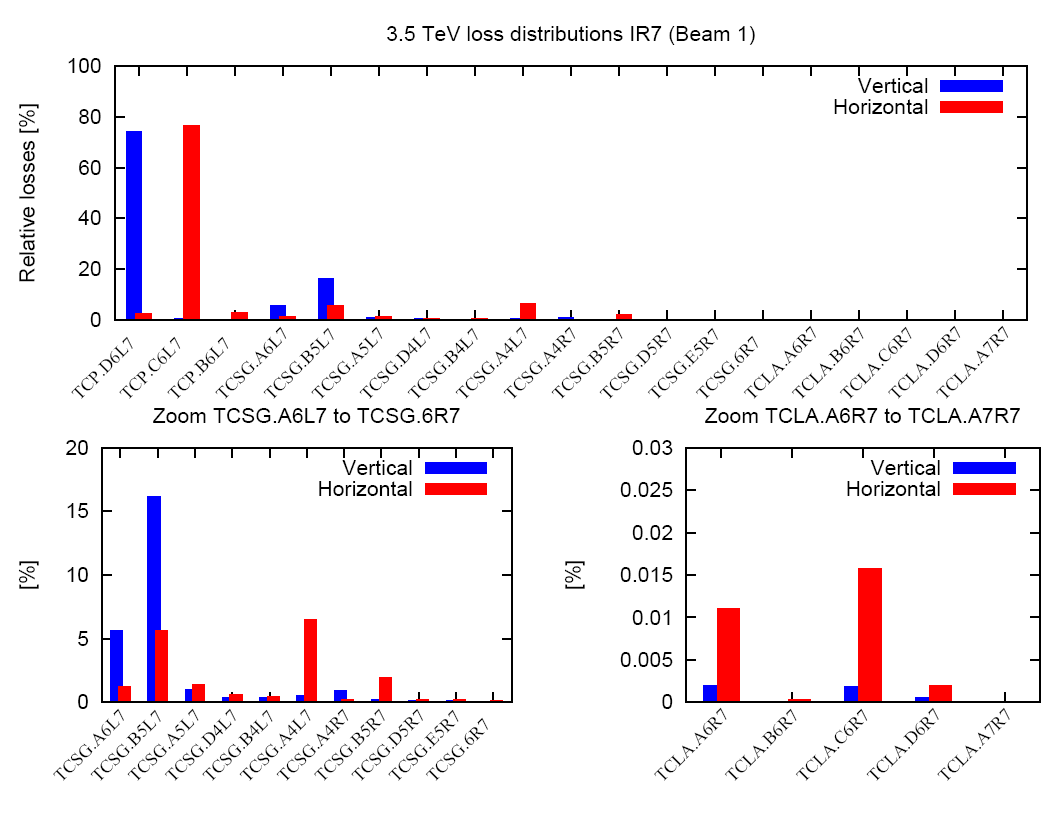 3.5 TeV loss distributions IR7 (Beam 1)
Relative losses [%]
100
80
60
40
20
0
Vertical
Horizontal
TCP.D6L7
TCP.C6L7
TCP.B6L7
TCSG.A6L7
TCSG.B5L7
TCSG.A5L7
TCSG.D4L7
TCSG.B4L7
TCSG.A4L7
TCSG.A4R7
TCSG.B5R7
TCSG.D5R7
TCSG.E5R7
TCSG.6R7
TCLA.A6R7
TCLA.B6R7
TCLA.C6R7
TCLA.D6R7
TCLA.A7R7
Zoom TCSG.A6L7 to TCSG.6R7
[%]
20
15
10
5
0
Vertical
Horizontal
TCSG.A6L7
TCSG.B5L7
TCSG.A5L7
TCSG.D4L7
TCSG.B4L7
TCSG.A4L7
TCSG.A4R7
TCSG.B5R7
TCSG.D5R7
TCSG.E5R7
TCSG.6R7
Zoom TCLA.A6R7 to TCLA.A7R7
[%]
0.03
0.025
0.02
0.015
0.01
0.005
0
Vertical
Horizontal
TCLA.A6R7
TCLA.B6R7
TCLA.C6R7
TCLA.D6R7
TCLA.A7R7